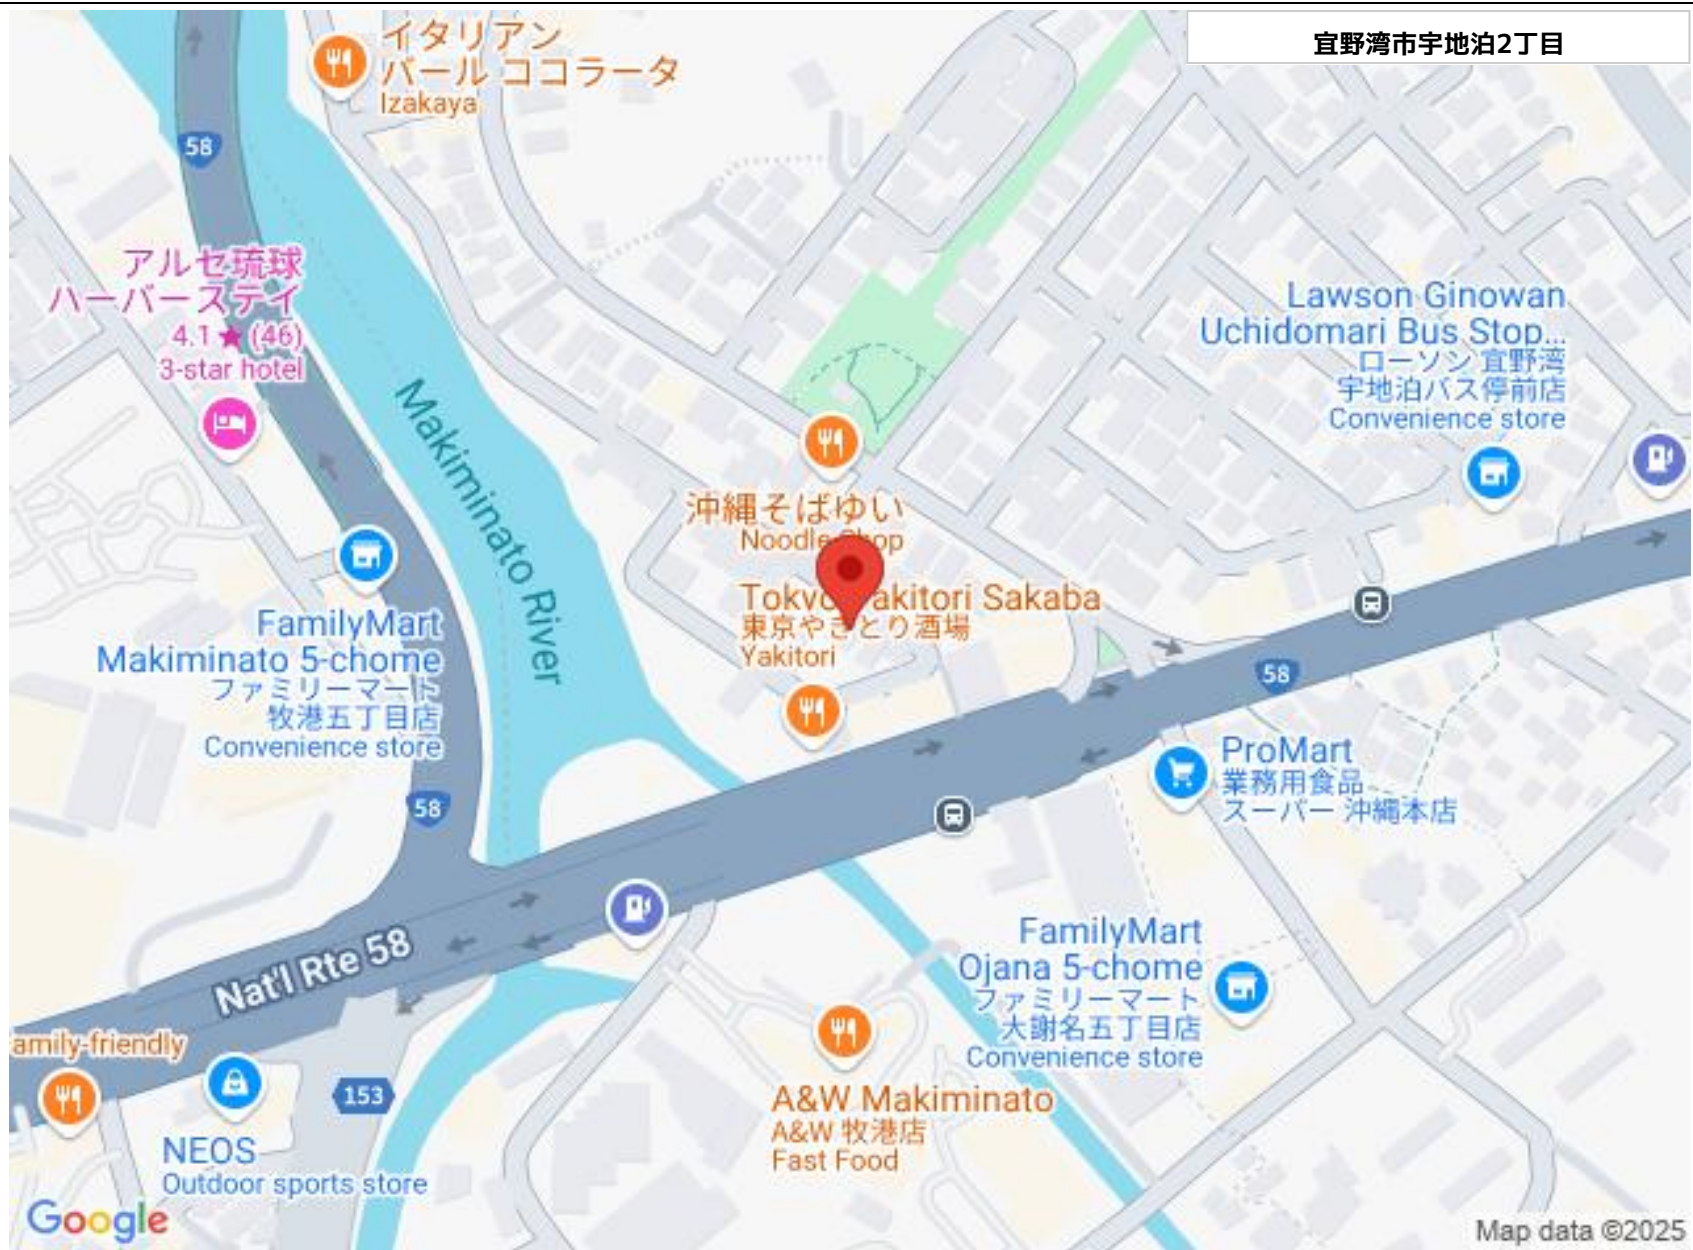 宜野湾市宇地泊2丁目
イタリアン
バール ココラータ
Izakaya
58
アルセ琉球
ハーバーステイ
4.1 ★ (46)
3-star hotel
Makiminato River
Lawson Ginowan
Uchidomari Bus Stop...
ローソン 宜野湾
宇地泊バス停前店
Convenience store
沖縄そばゆい
Noodle Shop
Tokyo Yakitori Sakaba
東京やきとり酒場
Yakitori
FamilyMart
Makiminato 5-chome
ファミリーマート
牧港五丁目店
Convenience store
58
58
ProMart
業務用食品
スーパー 沖縄本店
Nat'l Rte 58
FamilyMart
Ojana 5-chome
ファミリーマート
大謝名五丁目店
Convenience store
amily-friendly
153
A&W Makiminato
A&W 牧港店
Fast Food
NEOS
Outdoor sports store
Google
Map data ©2025